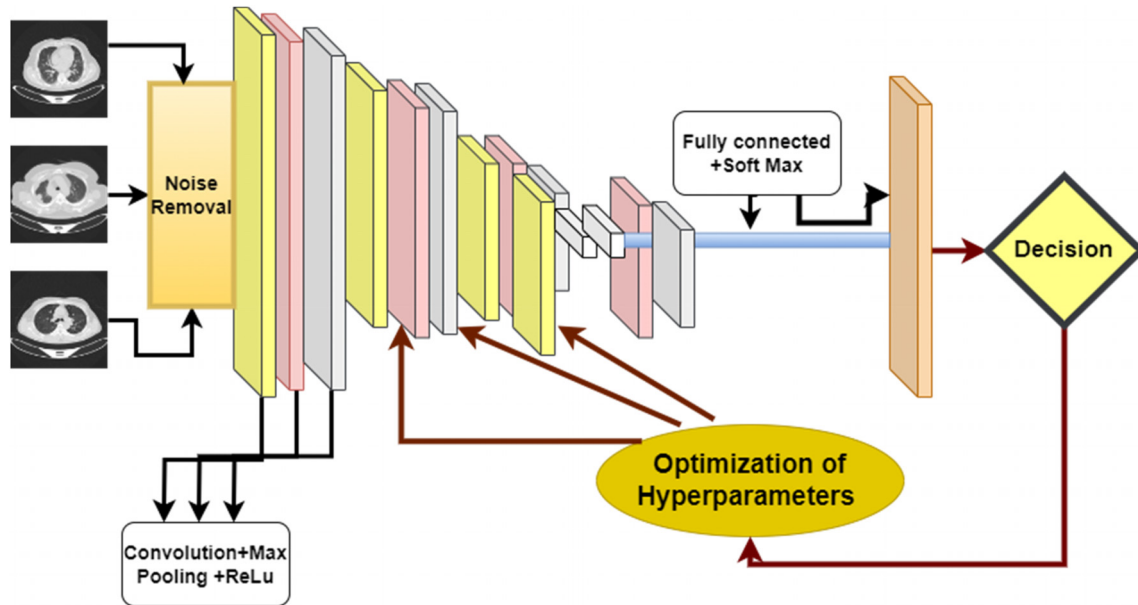 Noise
Removal
Fully connected
+Soft Max
Decision
Optimization of
Hyperparameters
Convolution+Max
Pooling +ReLu